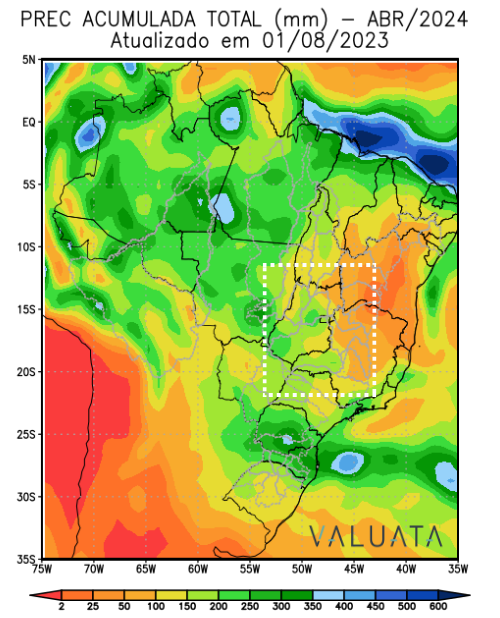 PREC ACUMULADA TOTAL (mm) – ABR/2024
Atualizado em 01/08/2023
5N
EQ
5S
10S
15S
20S
25S
30S
35S
VALUATA
75W 70W 65W 60W 55W 50W 45W 40W 35W
2 25 50 100 150 200 250 300 350 400 450 500 600